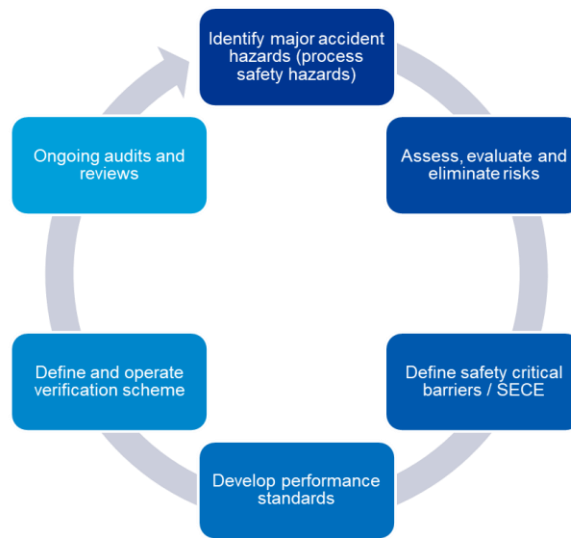 Identify major accident
hazards (process
safety hazards)
Assess, evaluate and
eliminate risks
Define safety critical
barriers / SECE
Develop performance
standards
Define and operate
verification scheme
Ongoing audits and
reviews